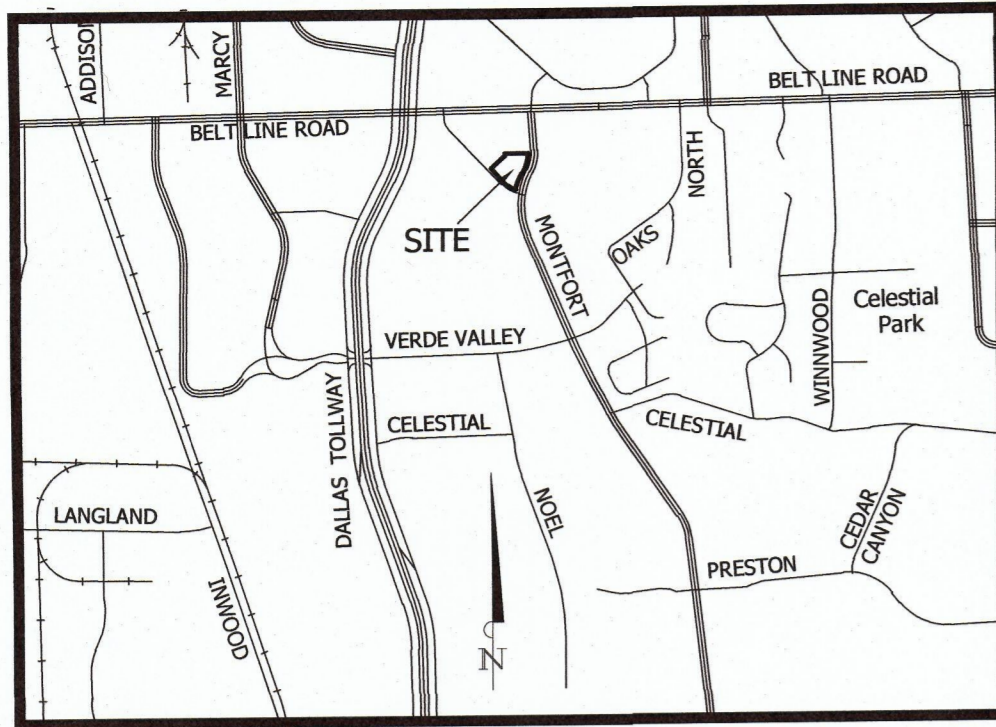 ADDISON
MARCY
BELT LINE ROAD
BELT LINE ROAD
NORTH
SITE
MONTFORT
OAKS
WINNWOOD
Celestial
Park
VERDE VALLEY
DALLAS TOLLWAY
CELESTIAL
CELESTIAL
LANGLAND
NOEL
CEDAR
CANYON
INWOOD
PRESTON
N